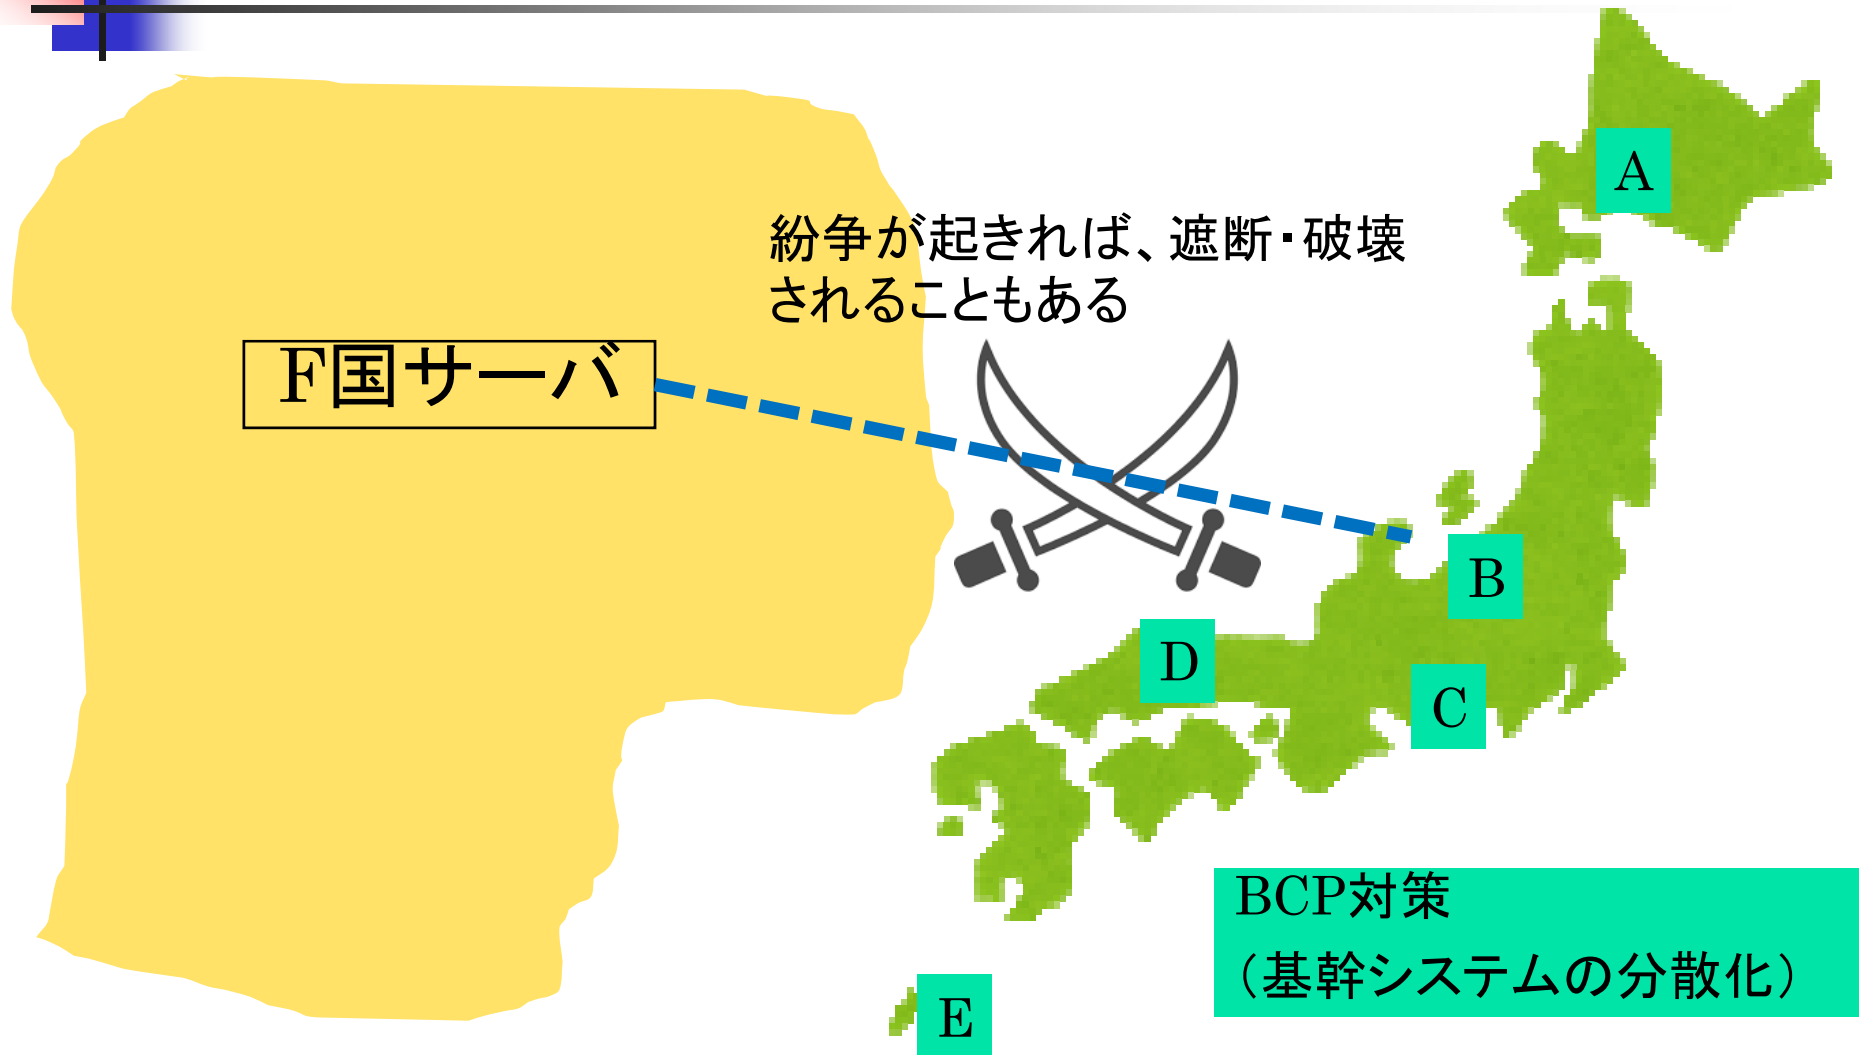 A
紛争が起きれば、遮断・破壊
されることもある
F国サーバ
B
D
C
BCP対策
（基幹システムの分散化）
E